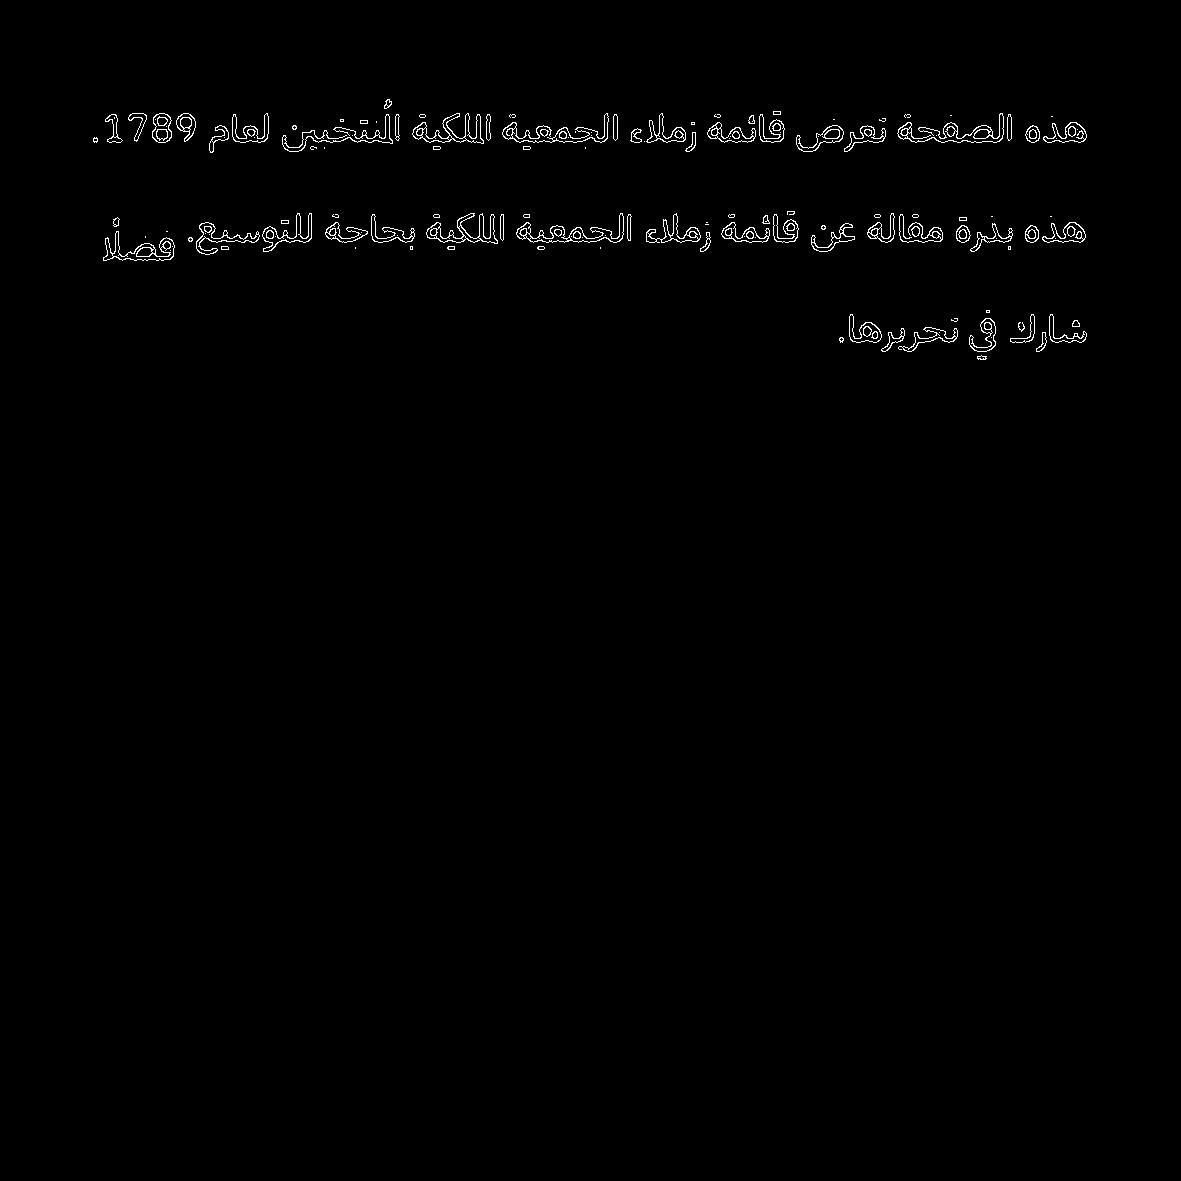 هذه الصفحة تعرض قائمة زملاء الجمعية الملكية المُنتخبين لعام 1789.
هذه بذرة مقالة عن قائمة زملاء الجمعية الملكية بحاجة للتوسيع. فضلًا
شارك في تحريرها.